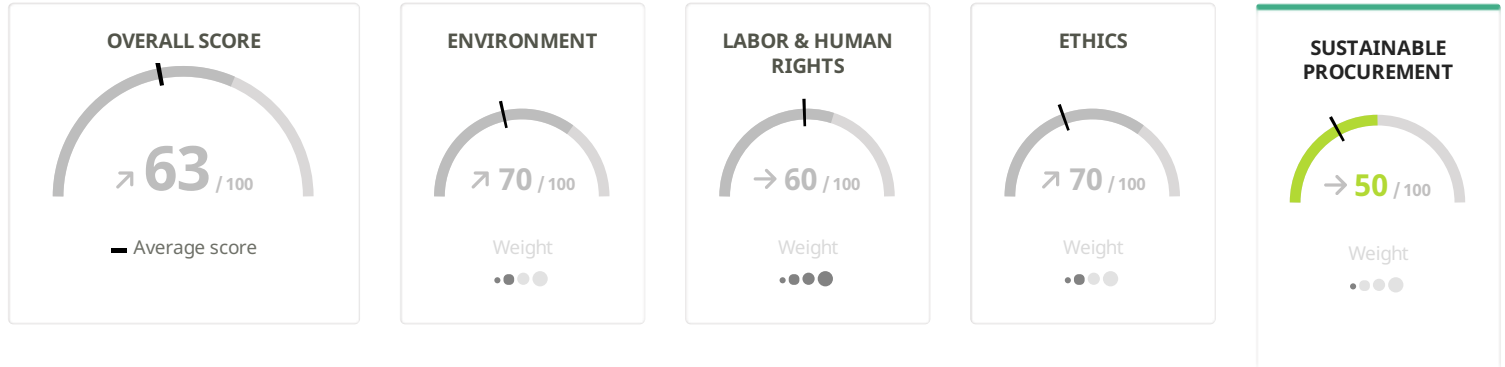 OVERALL SCORE
63 / 100
Average score
ENVIRONMENT
70 / 100
Weight
LABOR & HUMAN
RIGHTS
60 / 100
Weight
ETHICS
70 / 100
Weight
SUSTAINABLE
PROCUREMENT
50 / 100
Weight